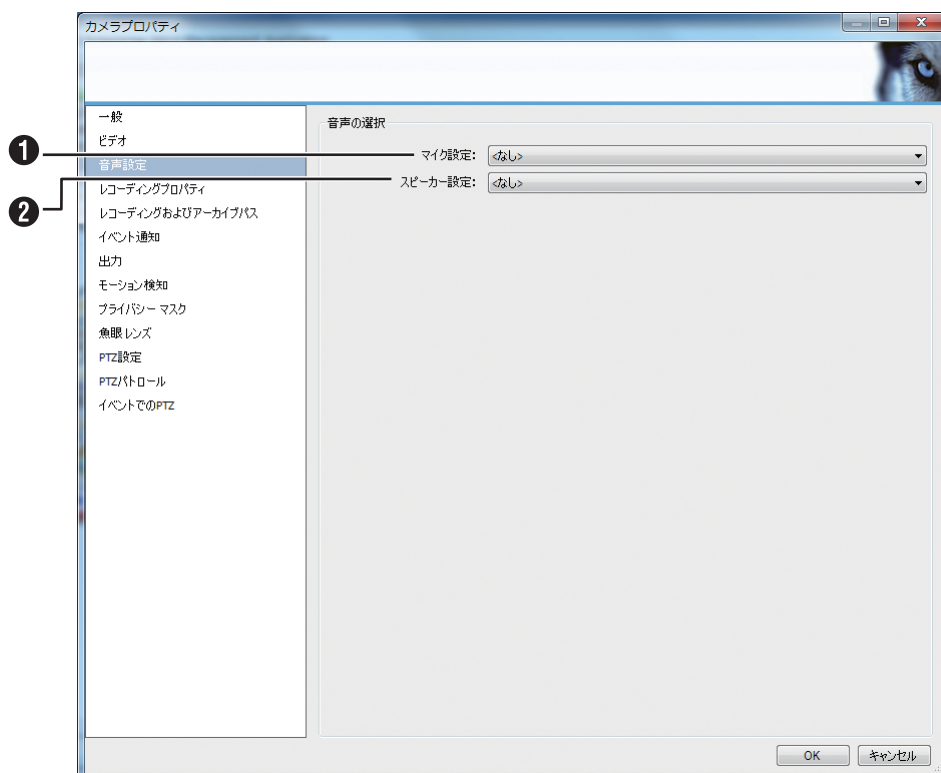 カメラプロパティ
一般
ビデオ
音声設定
レコーディングプロパティ
レコーディングおよびアーカイブパス
イベント通知
出力
モーション検知
プライバシー マスク
魚眼 レンズ
PTZ設定
PTZパトロール
イベントでのPTZ
音声の選択
❶
マイク設定: <なし>
❷
スピーカー設定: <なし>
OK キャンセル